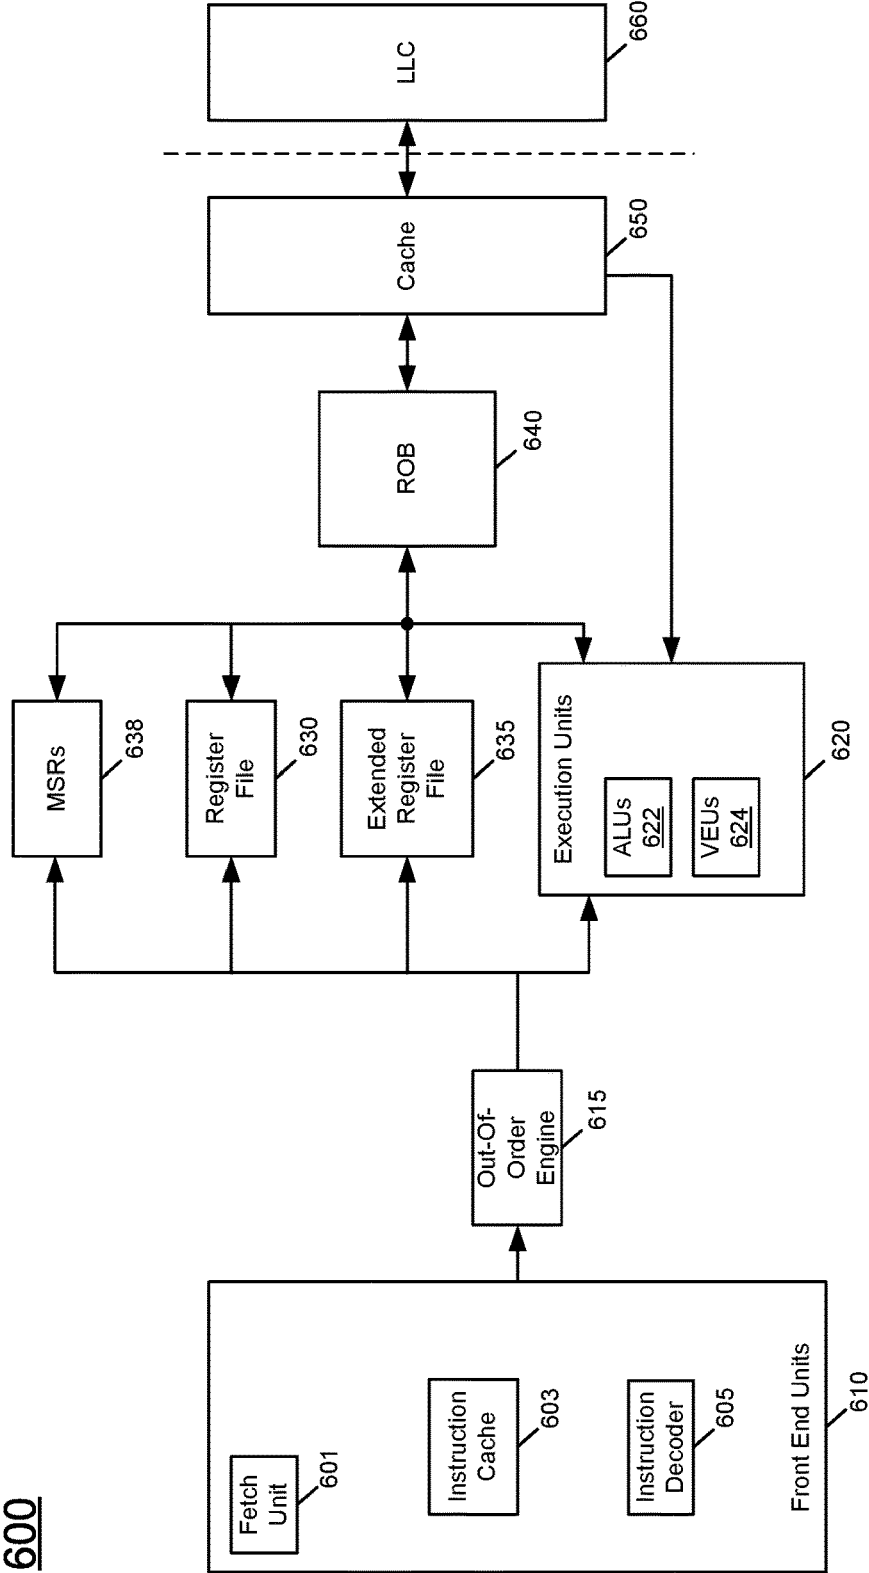 600
Fetch
Unit
601
Instruction
Cache
603
Instruction
Decoder
605
Front End Units
610
Out-Of-
Order
Engine
615
MSRs
638
Register
File
630
Extended
Register
File
635
Execution Units
ALUs
622
VEUs
624
620
ROB
640
Cache
650
LLC
660